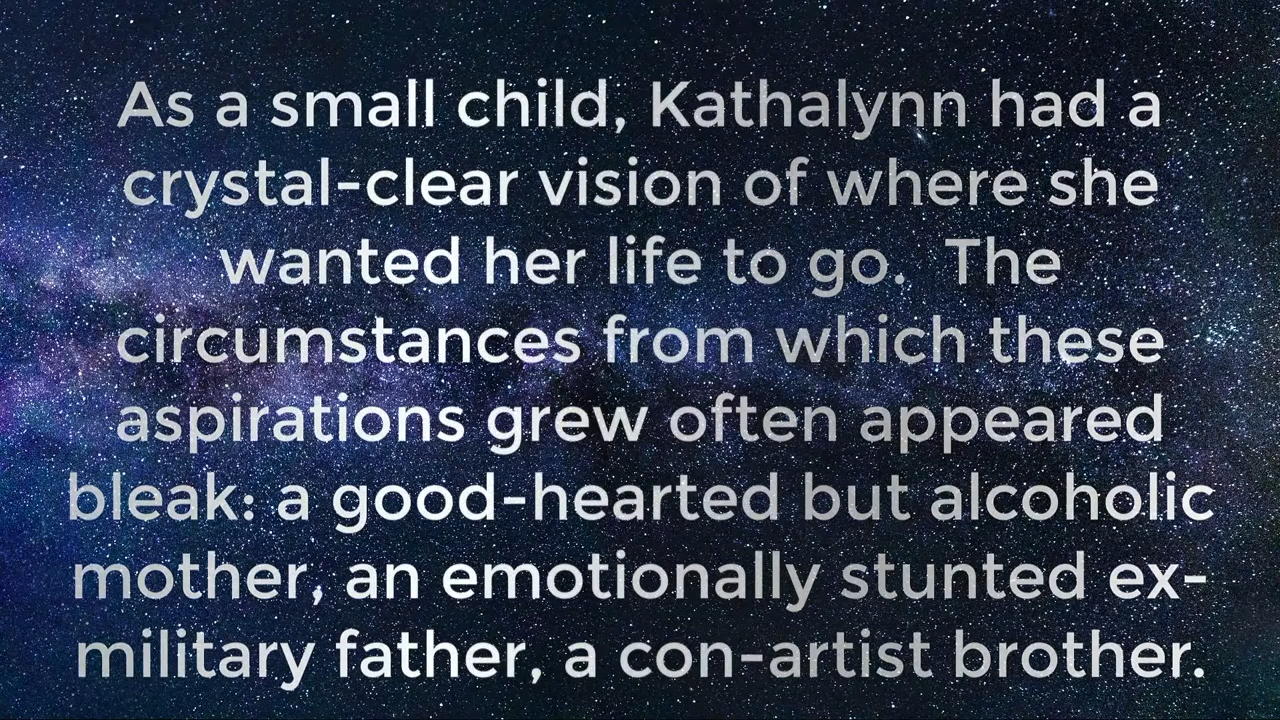 As a small child, Kathalynn had a
crystal-clear vision of where she
wanted her life to go.  The
circumstances from which these
aspirations grew often appeared
bleak: a good-hearted but alcoholic
mother, an emotionally stunted ex-
military father, a con-artist brother.